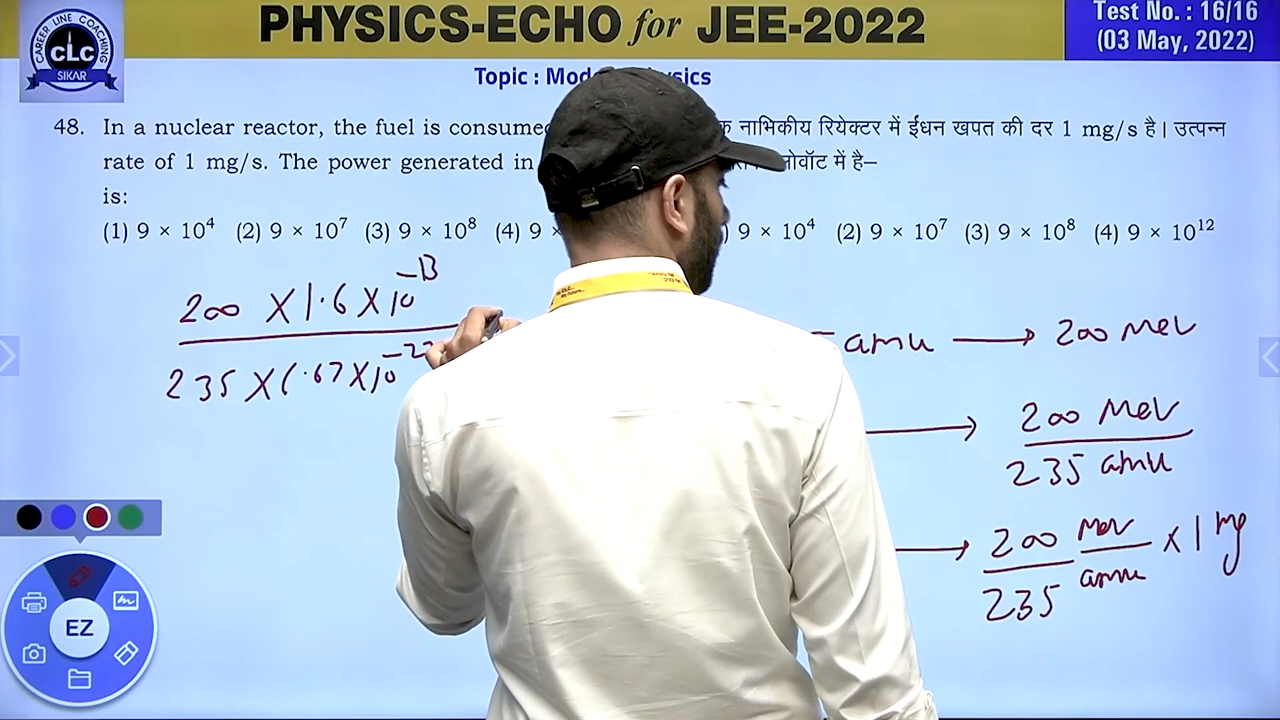 CAREER LINE COACHING
CLC
SIKAR
PHYSICS-ECHO for JEE-2022
Test No. : 16/16
(03 May, 2022)
Topic :
48. In a nuclear reactor, the fuel is consumed
rate of 1 mg/s. The power generated in
is:
(1) 9 × 10⁴ (2) 9 × 10⁷ (3) 9 × 10⁸ (4) 9 ×
नाभिकीय रियेक्टर में ईंधन खपत की दर 1 mg/s है। उत्पन्न
में है–
9 × 10⁴ (2) 9 × 10⁷ (3) 9 × 10⁸ (4) 9 × 10¹²
200 X 1.6 X 10⁻¹³
235 X 1.67 X 10
amu → 200 MeV
→ 200 MeV
235 amu
→ 200 MeV × 1 mg
235 amu
EZ